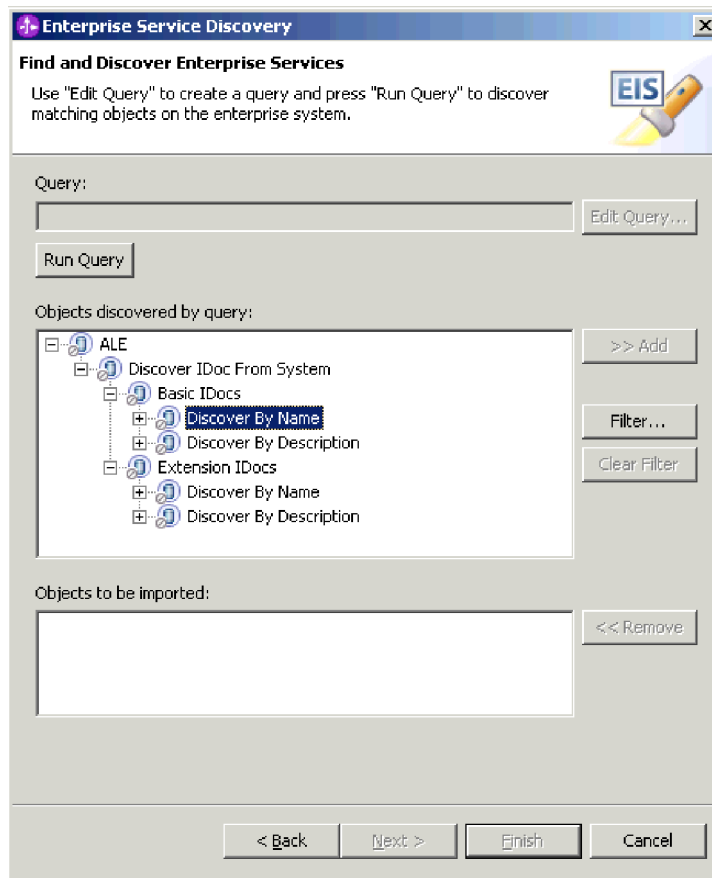 Enterprise Service Discovery
Find and Discover Enterprise Services
Use "Edit Query" to create a query and press "Run Query" to discover
matching objects on the enterprise system.
EIS
Query:
Edit Query...
Run Query
Objects discovered by query:
ALE
>> Add
Discover IDoc From System
Basic IDocs
Discover By Name
Filter...
Discover By Description
Extension IDocs
Clear Filter
Discover By Name
Discover By Description
Objects to be imported:
<< Remove
< Back
Next >
Finish
Cancel